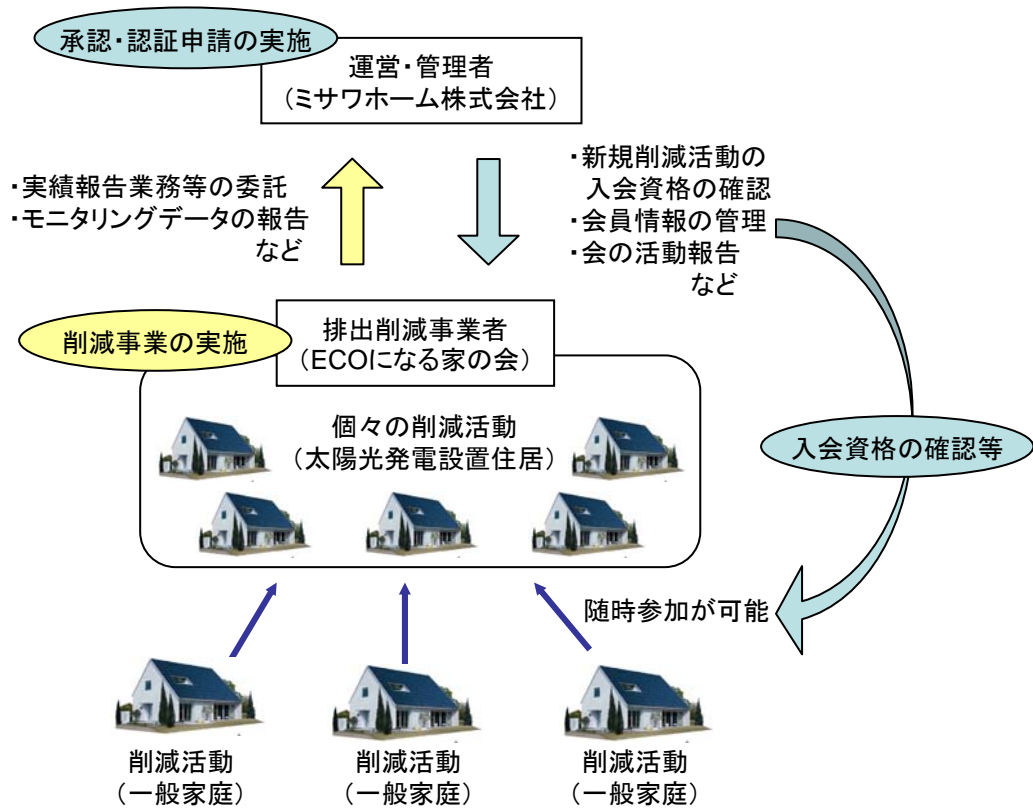 承認・認証申請の実施
運営・管理者
（ミサワホーム株式会社）
・実績報告業務等の委託
・モニタリングデータの報告
など
・新規削減活動の
入会資格の確認
・会員情報の管理
・会の活動報告
など
削減事業の実施
排出削減事業者
（ECOになる家の会）
個々の削減活動
（太陽光発電設置住居）
入会資格の確認等
随時参加が可能
削減活動
（一般家庭）
削減活動
（一般家庭）
削減活動
（一般家庭）